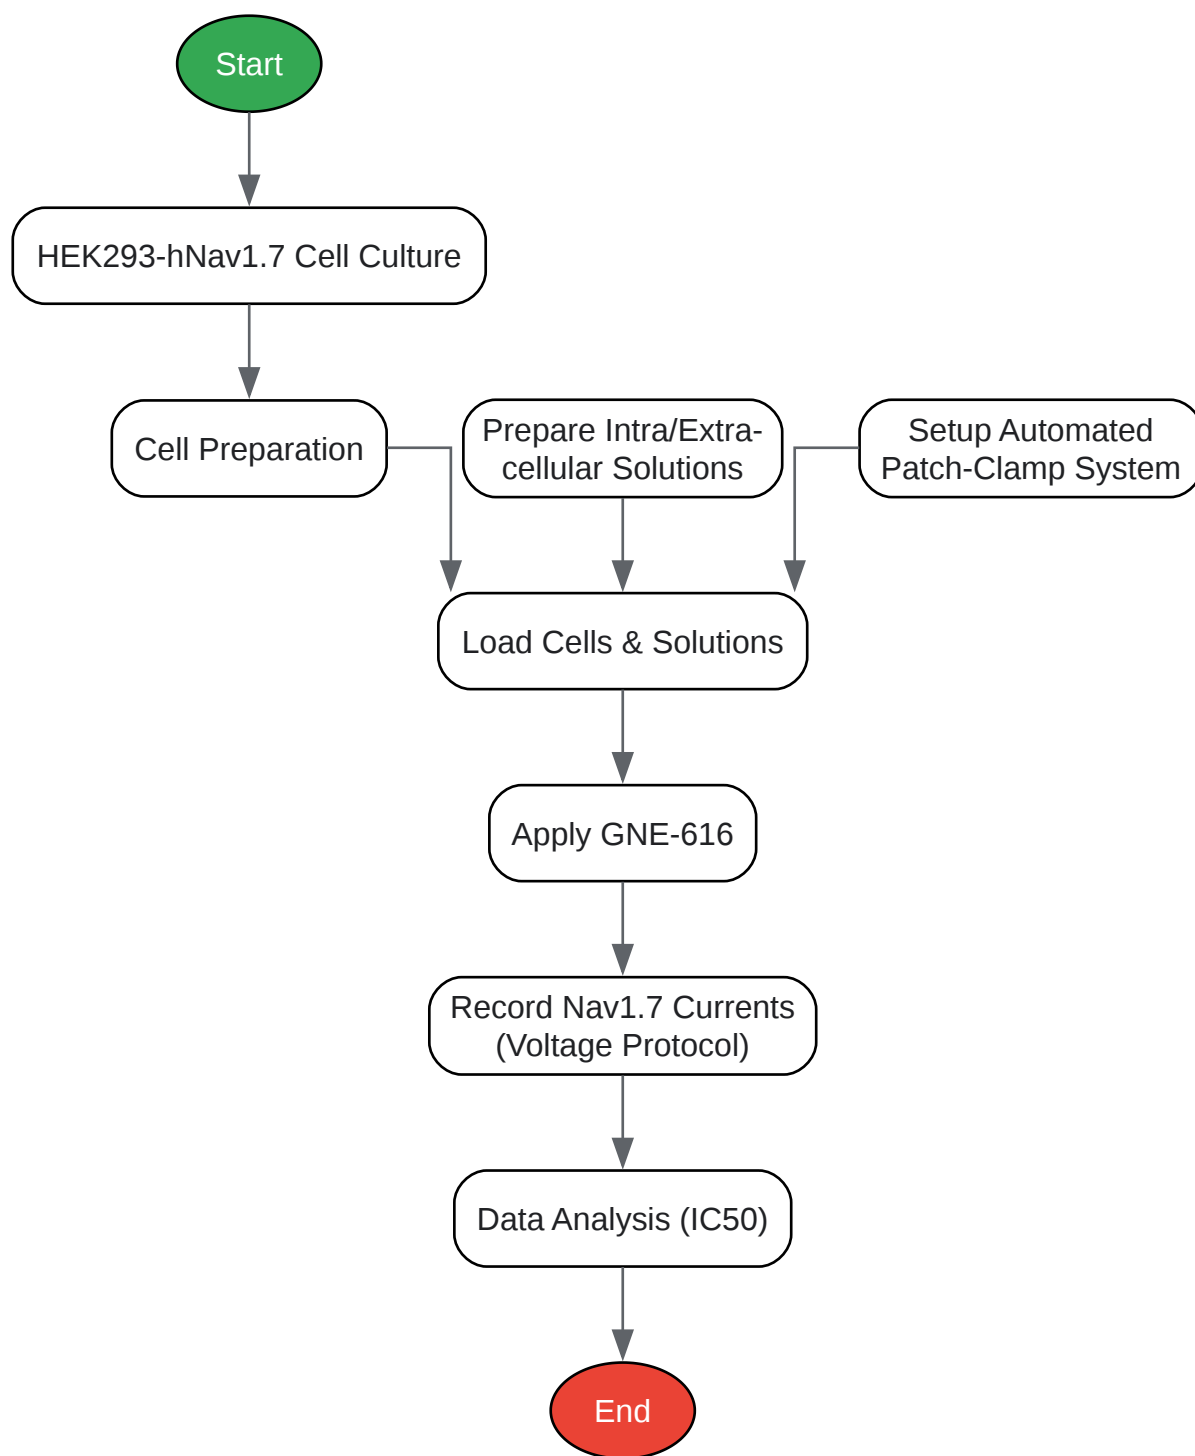 Start
HEK293-hNav1.7 Cell Culture
Cell Preparation
Prepare Intra/Extra-
cellular Solutions
Setup Automated
Patch-Clamp System
Load Cells & Solutions
Apply GNE-616
Record Nav1.7 Currents
(Voltage Protocol)
Data Analysis (IC50)
End